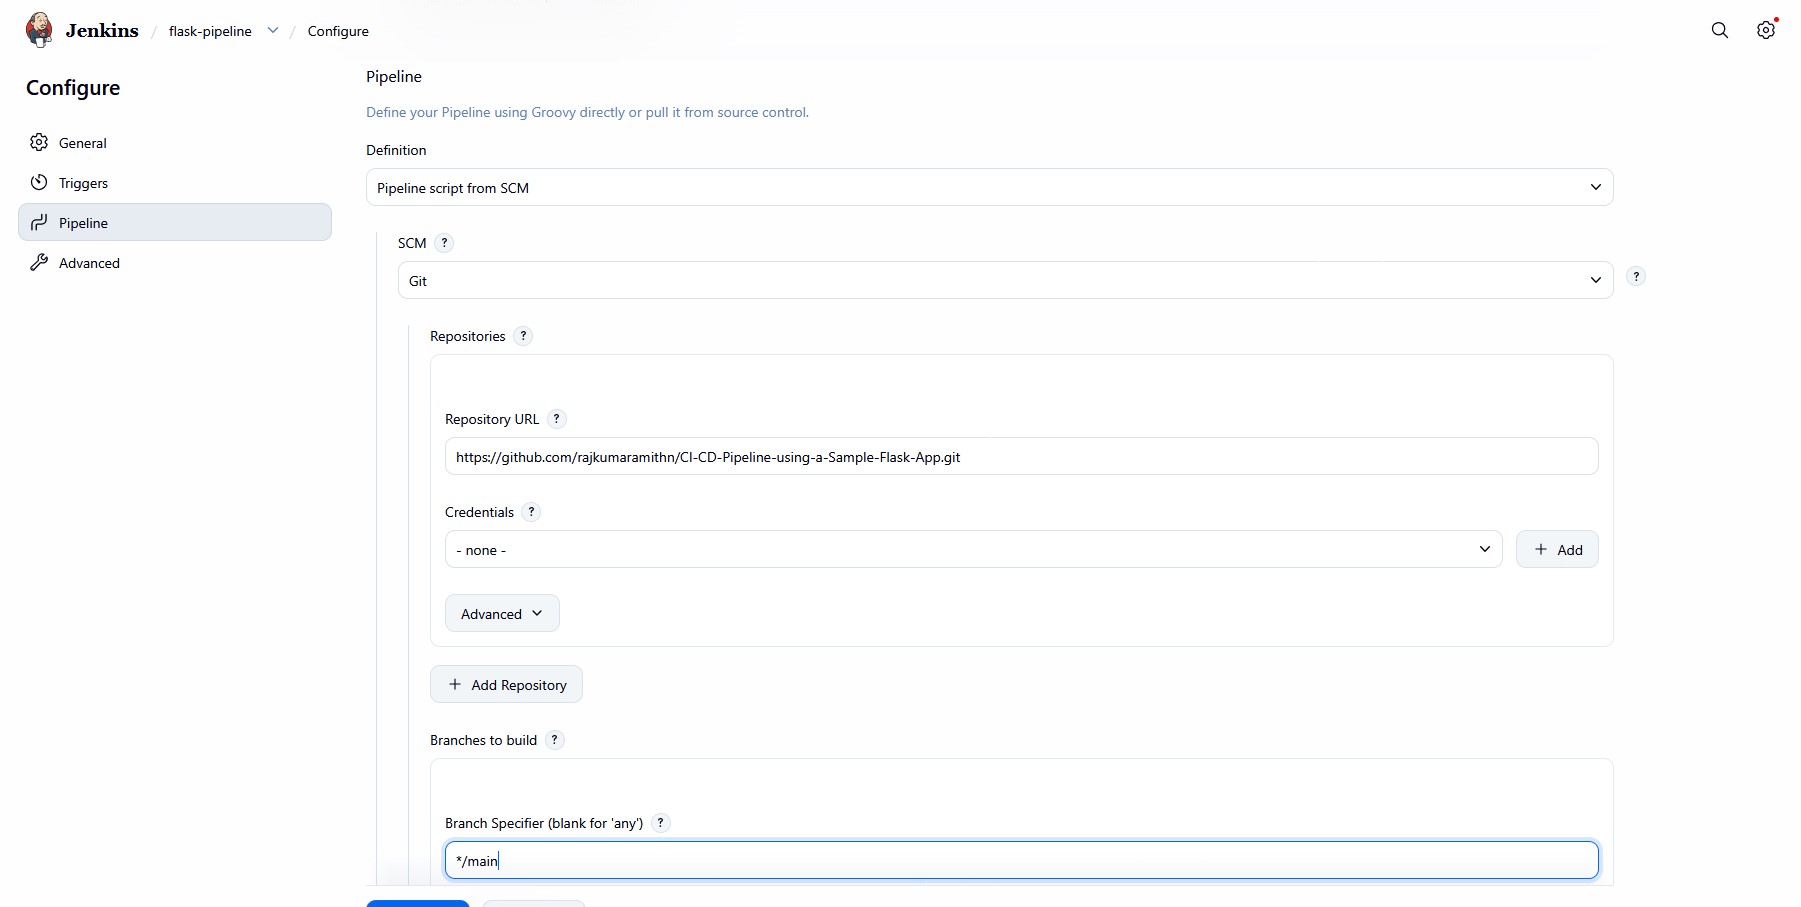 Jenkins / flask-pipeline / Configure
Configure
General
Triggers
Pipeline
Advanced
Pipeline
Define your Pipeline using Groovy directly or pull it from source control.
Definition
Pipeline script from SCM
SCM ?
Git
?
Repositories ?
Repository URL ?
https://github.com/rajkumaramithn/CI-CD-Pipeline-using-a-Sample-Flask-App.git
Credentials ?
- none -
+ Add
Advanced
+ Add Repository
Branches to build ?
Branch Specifier (blank for 'any') ?
*/main